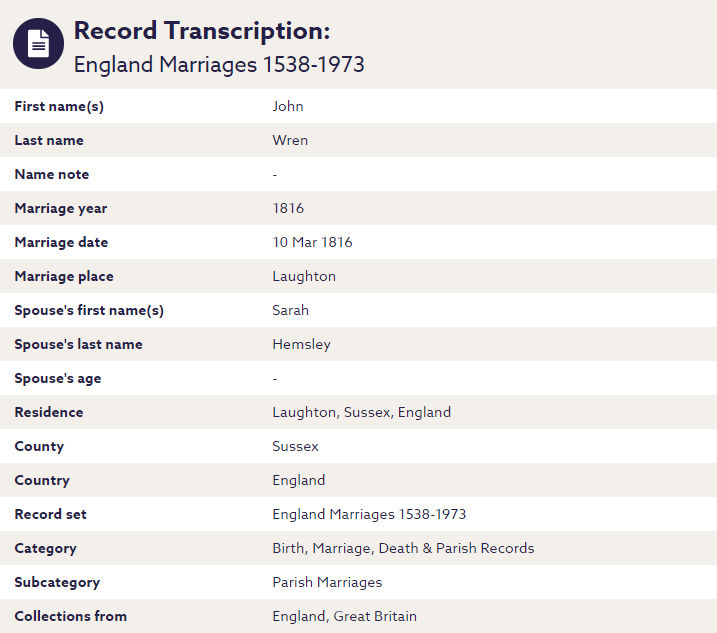 Record Transcription:
England Marriages 1538-1973
First name(s) John
Last name Wren
Name note -
Marriage year 1816
Marriage date 10 Mar 1816
Marriage place Laughton
Spouse's first name(s) Sarah
Spouse's last name Hemsley
Spouse's age -
Residence Laughton, Sussex, England
County Sussex
Country England
Record set England Marriages 1538-1973
Category Birth, Marriage, Death & Parish Records
Subcategory Parish Marriages
Collections from England, Great Britain